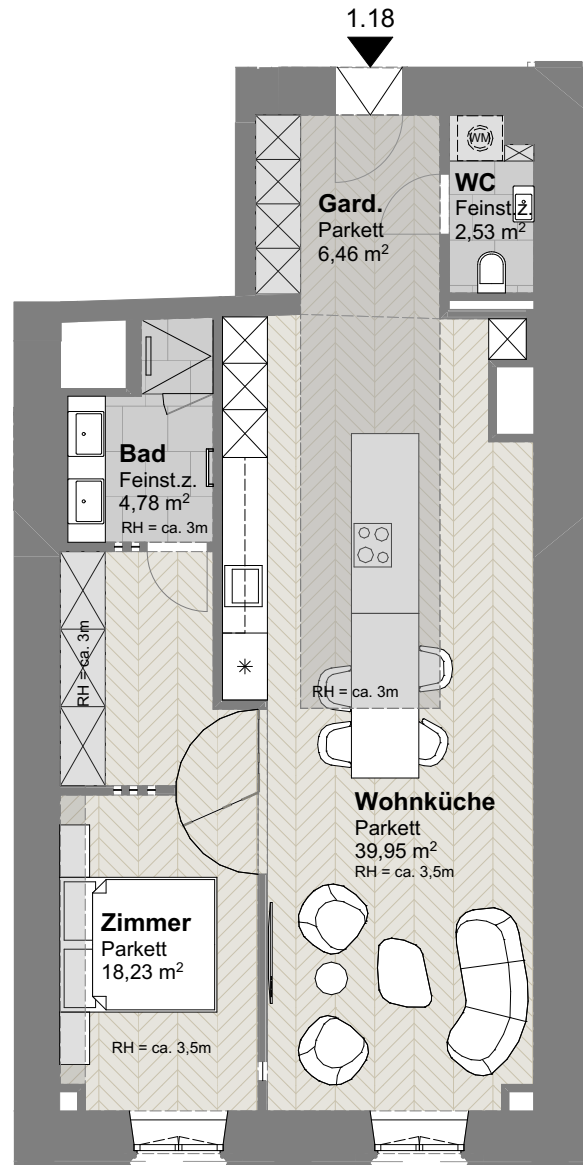 1.18
WM
Gard.
Parkett
6,46 m²
WC
Feinst.z.
2,53 m²
Bad
Feinst.z.
4,78 m²
RH = ca. 3m
RH = ca. 3m
RH = ca. 3m
Wohnküche
Parkett
39,95 m²
RH = ca. 3,5m
Zimmer
Parkett
18,23 m²
RH = ca. 3,5m